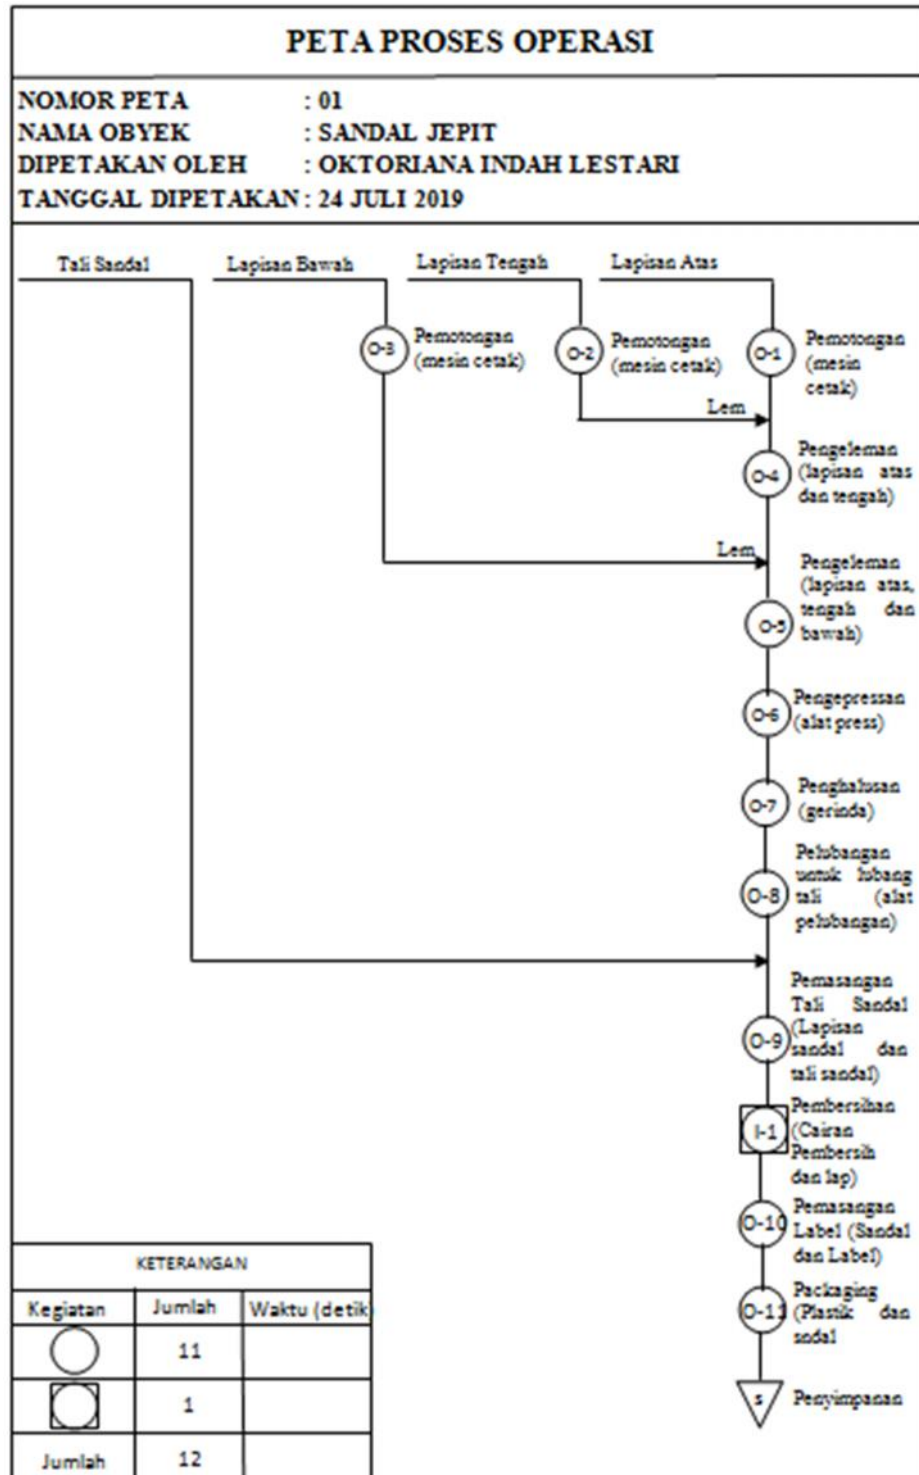 PETA PROSES OPERASI
NOMOR PETA : 01
NAMA OBYEK : SANDAL JEPIT
DIPETAKAN OLEH : OKTORIANA INDAH LESTARI
TANGGAL DIPETAKAN : 24 JULI 2019
Tali Sandal
Lapisan Bawah
Lapisan Tengah
Lapisan Atas
O-3
Pemotongan
(mesin cetak)
O-2
Pemotongan
(mesin cetak)
O-1
Pemotongan
(mesin
cetak)
Lem
O-4
Pengeleman
(lapisan atas
dan tengah)
Lem
O-5
Pengeleman
(lapisan atas,
tengah dan
bawah)
O-6
Pengepressan
(alat press)
O-7
Penghalusan
(gerinda)
O-8
Pelubangan
untuk lubang
tali (alat
pelubangan)
O-9
Pemasangan
Tali Sandal
(Lapisan
sandal dan
tali sandal)
I-1
Pembersihan
(Cairan
Pembersih
dan lap)
O-10
Pemasangan
Label (Sandal
dan Label)
O-11
Packaging
(Plastik dan
sndal
S
Penyimpanan
KETERANGAN
Kegiatan Jumlah Waktu (detik
11
1
Jumlah 12